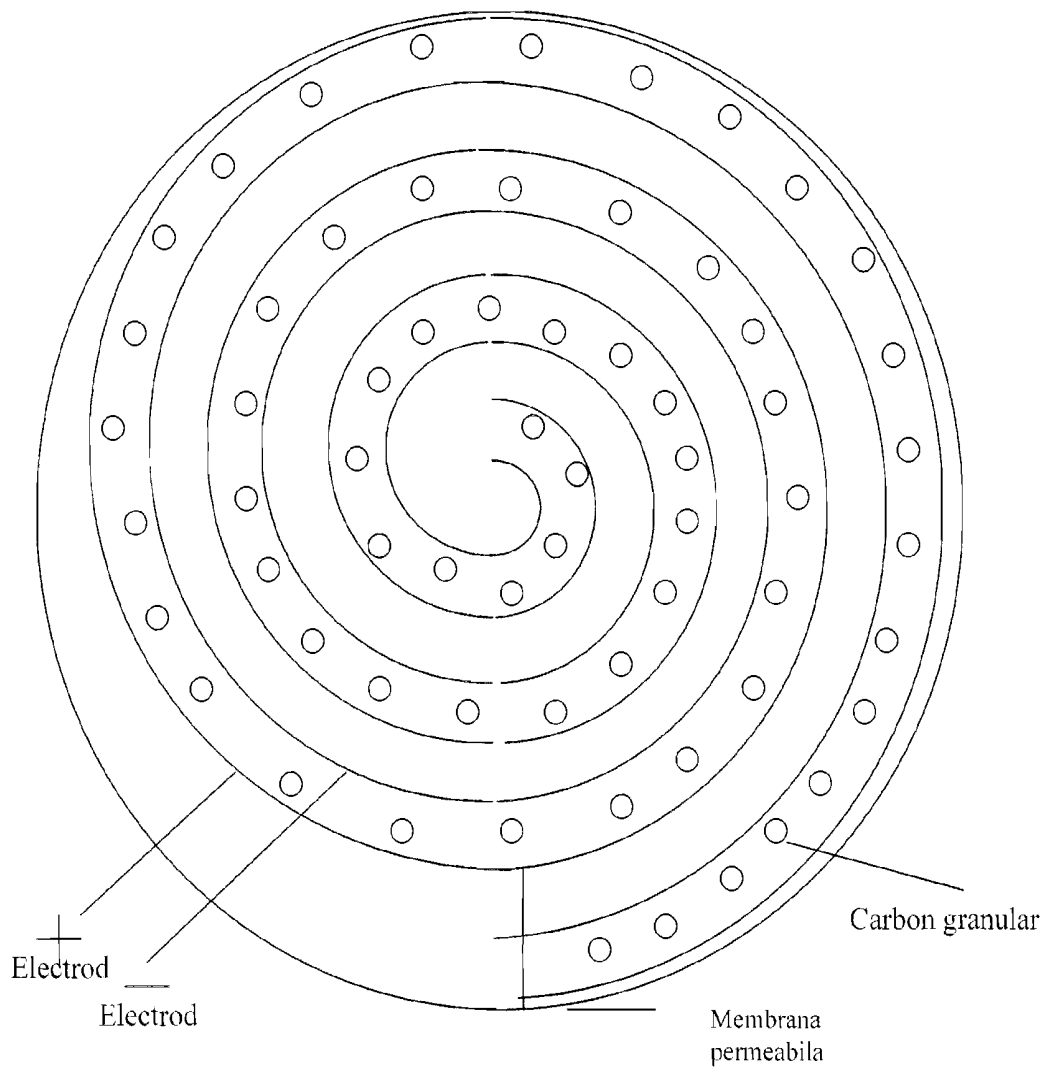 +
Electrod
—
Electrod
Carbon granular
Membrana
permeabila